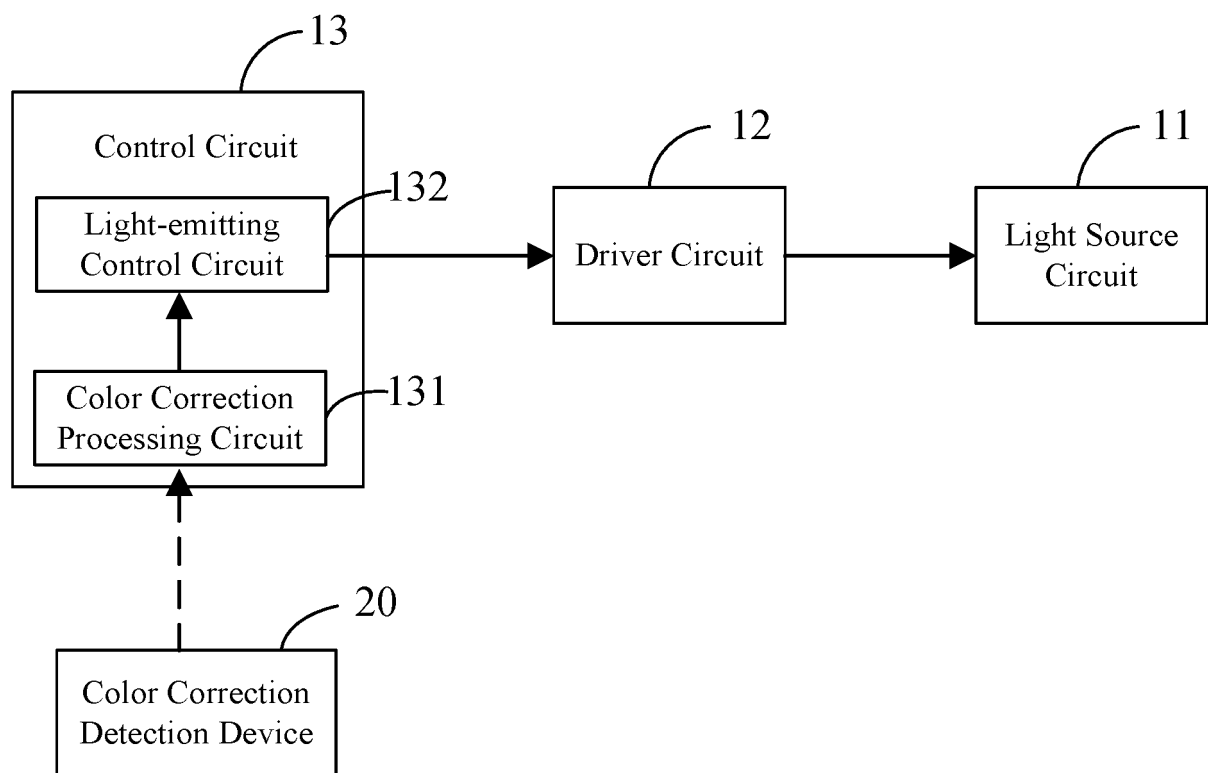 13
Control Circuit
132
Light-emitting
Control Circuit
131
Color Correction
Processing Circuit
12
Driver Circuit
11
Light Source
Circuit
20
Color Correction
Detection Device